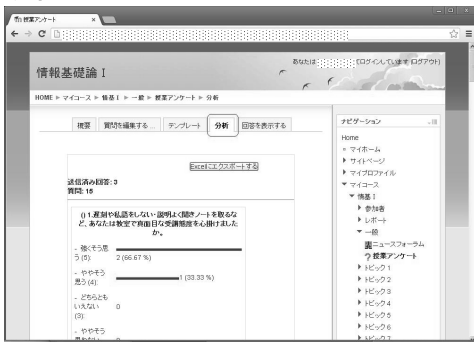 授業アンケート
あなたは (ログインしています ログアウト)
情報基礎論 I
HOME ▶ マイコース ▶ 情基 I ▶ 一般 ▶ 授業アンケート ▶ 分析
概要 質問を編集する ... テンプレート 分析 回答を表示する
Excelにエクスポートする
送信済み回答: 3
質問: 15
() 1.遅刻や私語をしない・説明よく聞きノートを取るな
ど、あなたは教室で真面目な受講態度を心掛けました
か。
- 強くそう思
う (5): 2 (66.67 %)
- ややそう
思う (4): 1 (33.33 %)
- どちらとも
いえない 0
(3):
- ややそう
思わない 0
ナビゲーション
Home
マイホーム
サイトページ
マイプロファイル
マイコース
情基 I
参加者
レポート
一般
ニュースフォーラム
授業アンケート
トピック 1
トピック 2
トピック 3
トピック 4
トピック 5
トピック 6
トピック 7